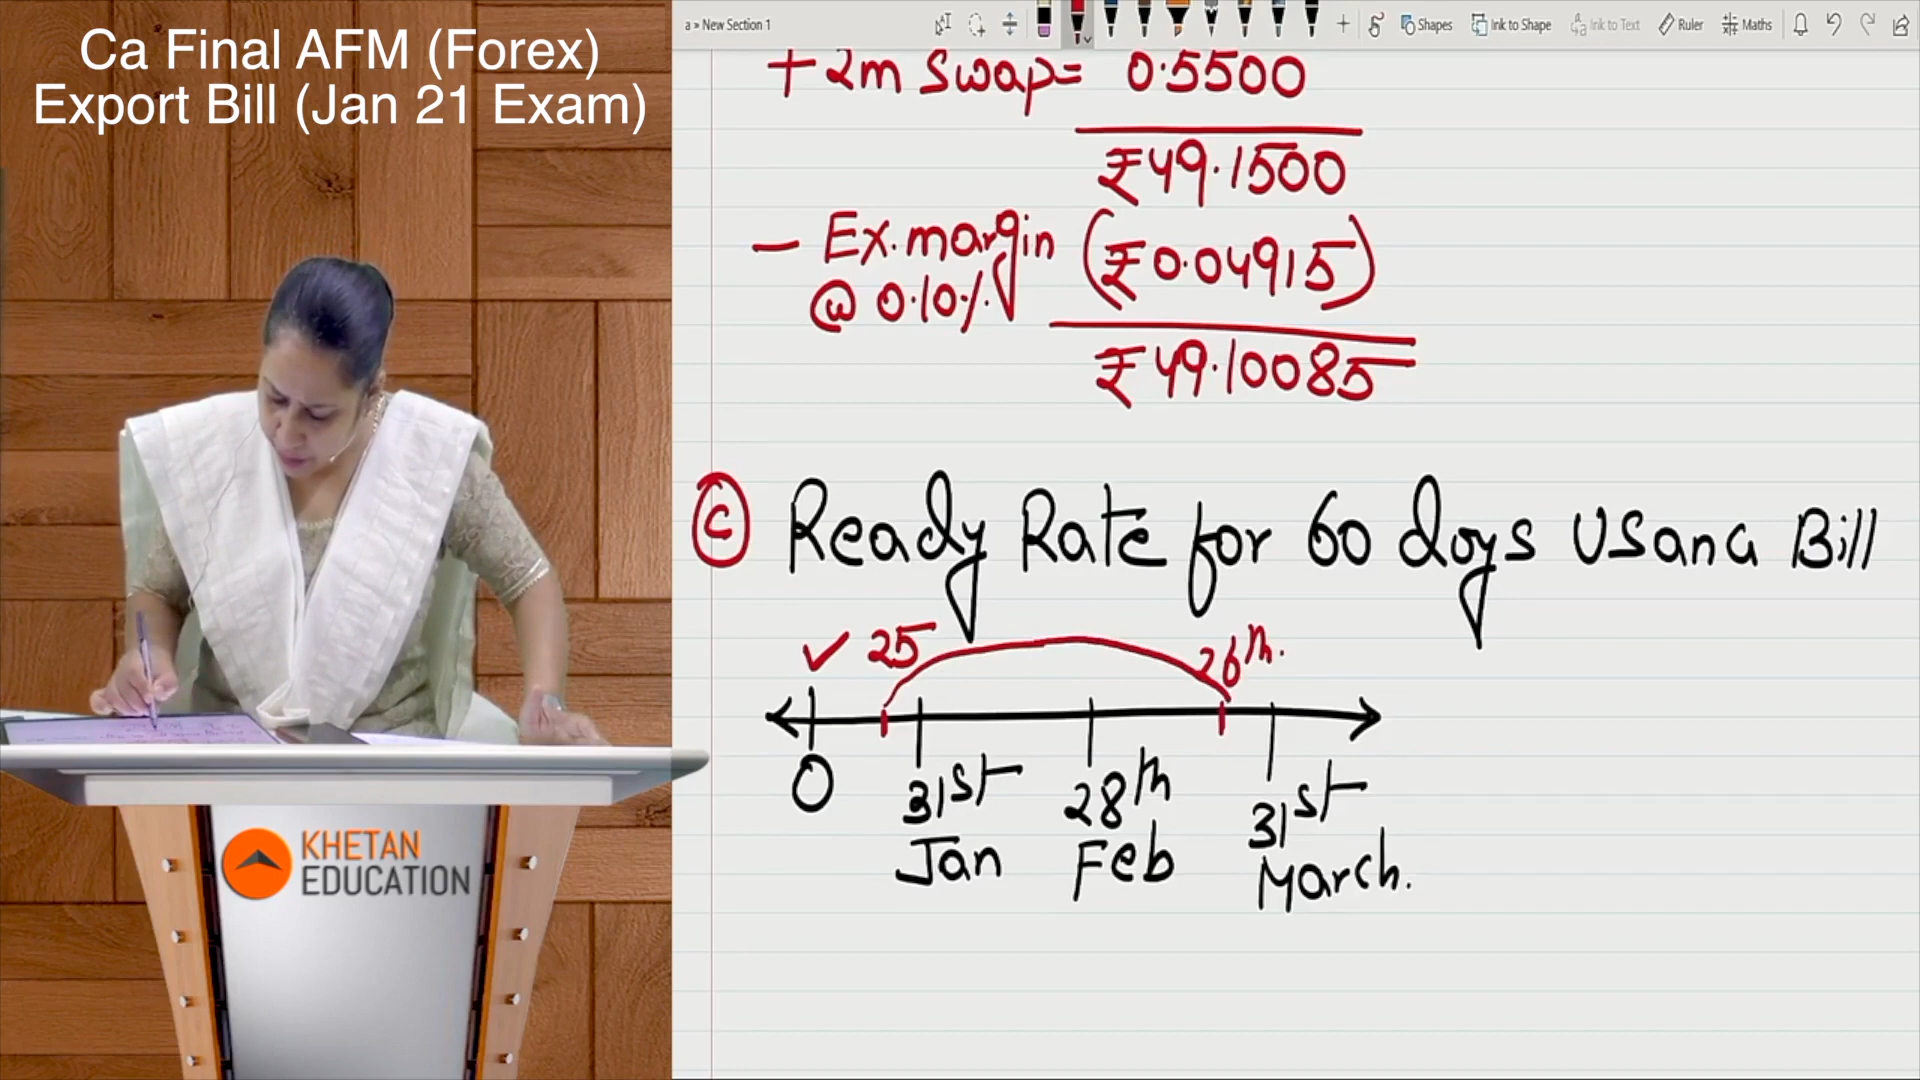 Ca Final AFM (Forex)
Export Bill (Jan 21 Exam)
a » New Section 1
Shapes
Ink to Shape
Ink to Text
Ruler
Maths
+ 2m Swap = 0.5500
₹49.1500
- Ex.margin (₹0.04915)
@ 0.10%
₹49.10085
C Ready Rate for 60 days Usana Bill
✓ 25 26th.
0 31st 28th 31st
Jan Feb March.
KHETAN
EDUCATION